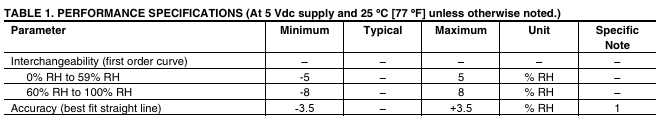 TABLE 1. PERFORMANCE SPECIFICATIONS (At 5 Vdc supply and 25 ºC [77 ºF] unless otherwise noted.)
Parameter Minimum Typical Maximum Unit Specific Note
Interchangeability (first order curve) – – – – –
0% RH to 59% RH -5 – 5 % RH –
60% RH to 100% RH -8 – 8 % RH –
Accuracy (best fit straight line) -3.5 – +3.5 % RH 1